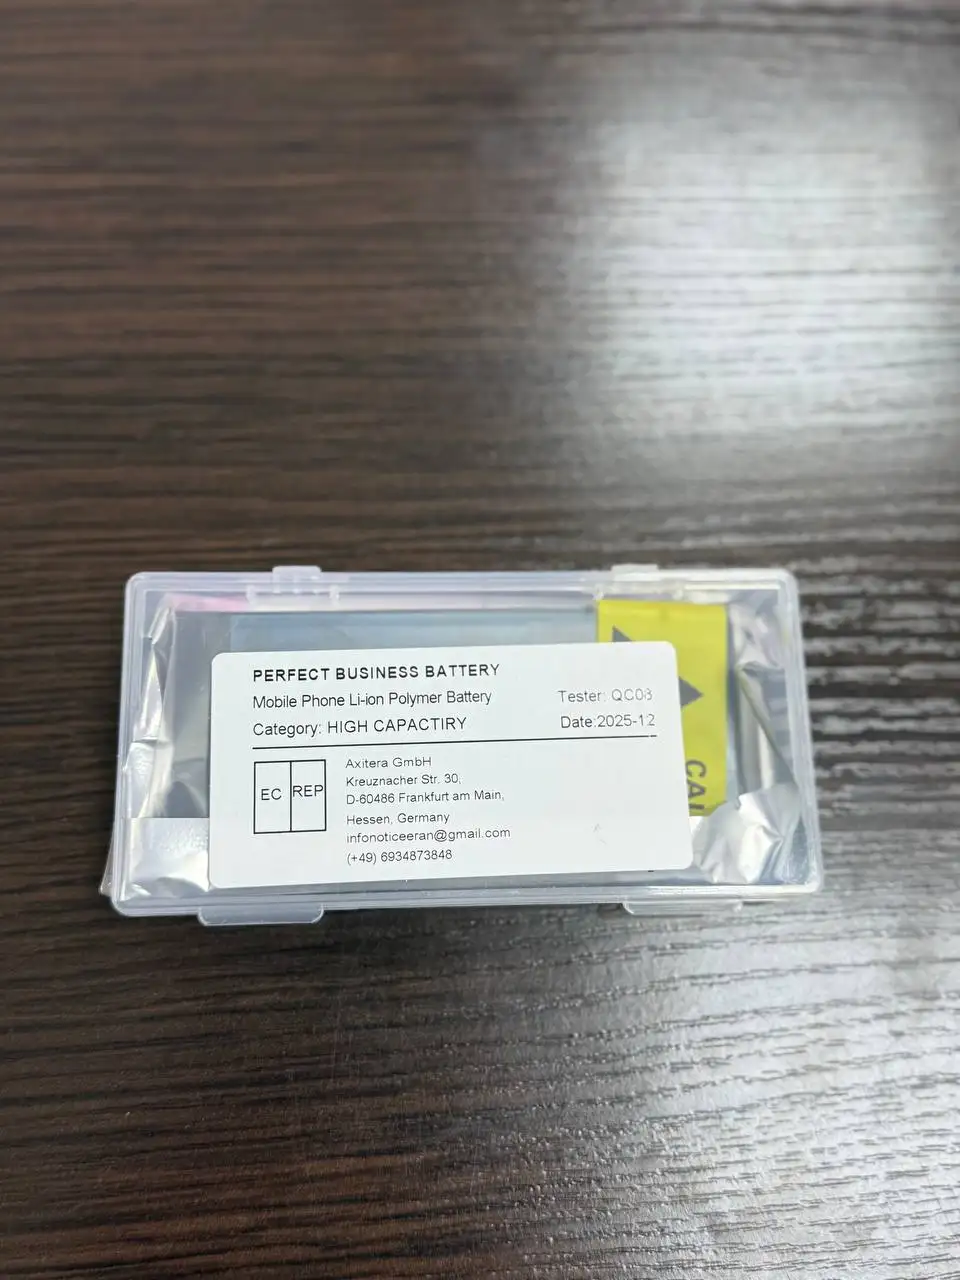 PERFECT BUSINESS BATTERY
Mobile Phone Li-ion Polymer Battery
Tester: QC03
Category: HIGH CAPACTIRY
Date:2025-12
EC REP
Axitera GmbH
Kreuznacher Str. 30,
D-60486 Frankfurt am Main,
Hessen, Germany
infonoticeeran@gmail.com
(+49) 6934873848